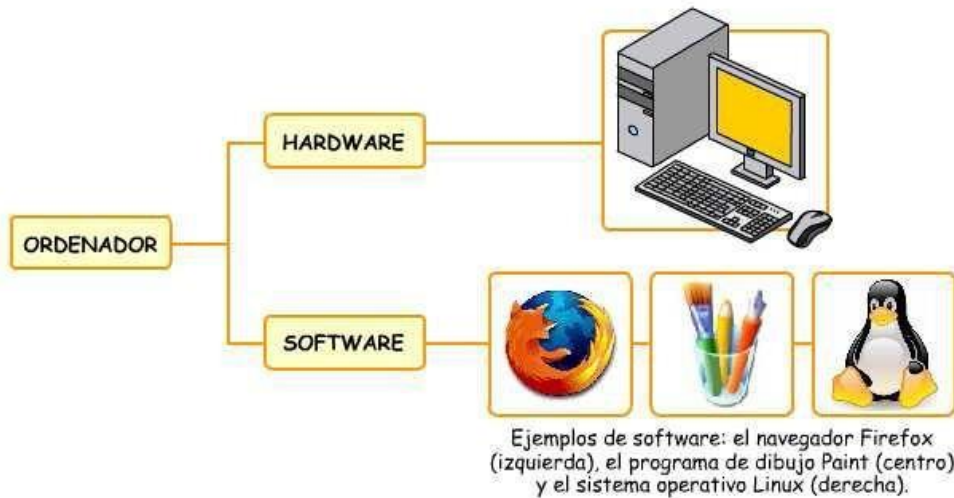 HARDWARE
ORDENADOR
SOFTWARE
Ejemplos de software: el navegador Firefox
(izquierda), el programa de dibujo Paint (centro)
y el sistema operativo Linux (derecha).